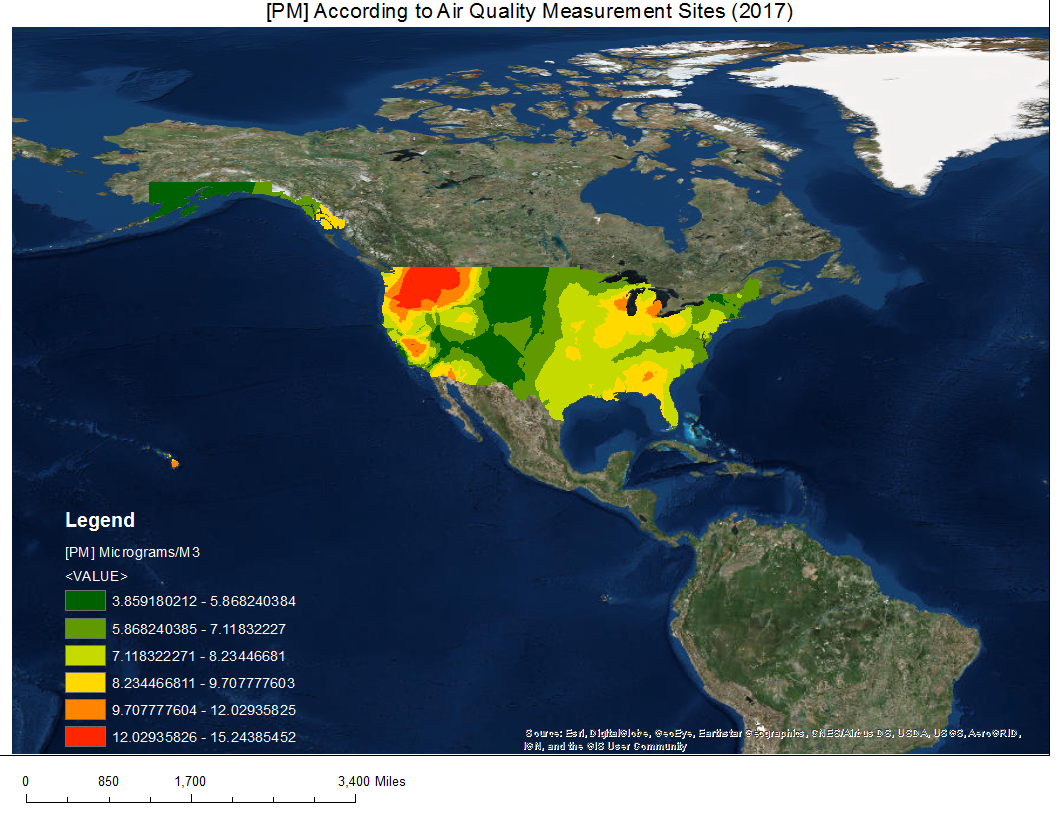 [PM] According to Air Quality Measurement Sites (2017)
Legend
[PM] Micrograms/M3
<VALUE>
3.859180212 - 5.868240384
5.868240385 - 7.11832227
7.118322271 - 8.23446681
8.234466811 - 9.707777603
9.707777604 - 12.02935825
12.02935826 - 15.24385452
Source: Esri, DigitalGlobe, GeoEye, Earthstar Geographics, CNES/Airbus DS, USDA, USGS, AeroGRID,
IGN, and the GIS User Community
0 850 1,700 3,400 Miles